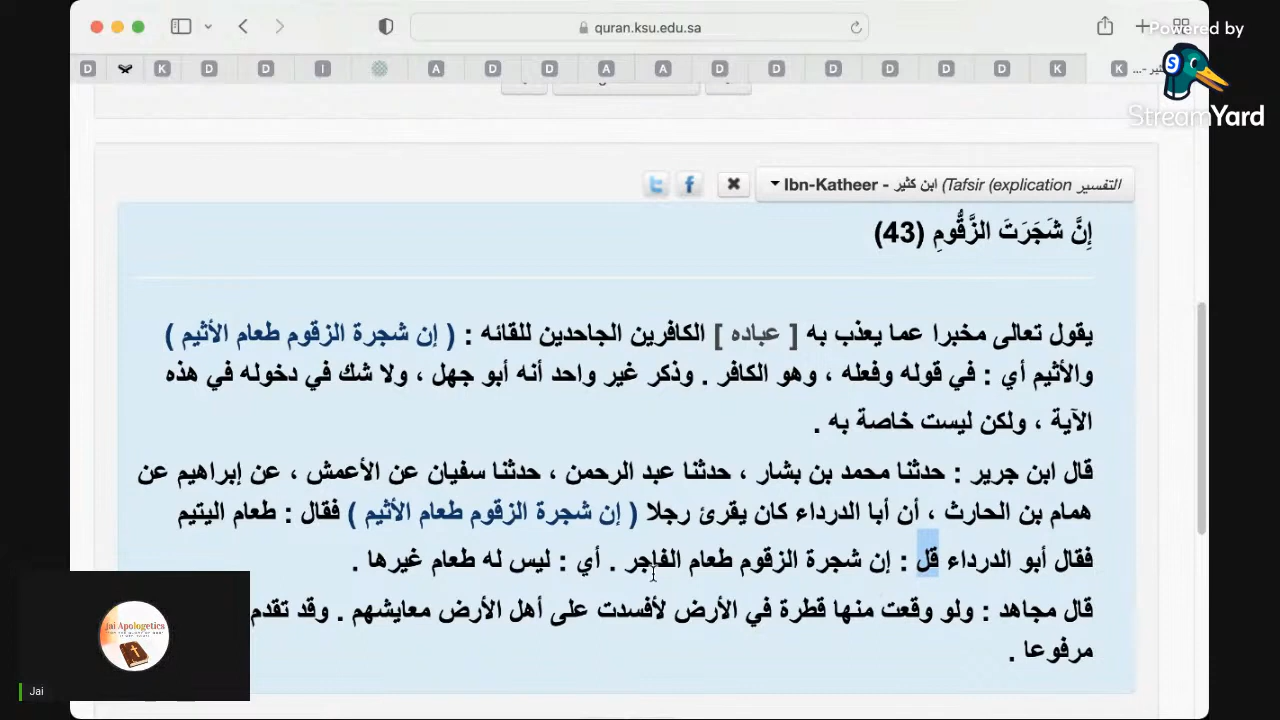 quran.ksu.edu.sa
Powered by
StreamYard
D K D D I A D D A A D D D D D D K K ثير -...
التفسير Tafsir (explication) ابن كثير - Ibn-Katheer
إِنَّ شَجَرَتَ الزَّقُّومِ (43)
يقول تعالى مخبرا عما يعذب به [ عباده ] الكافرين الجاحدين للقائه : ( إن شجرة الزقوم طعام الأثيم )
والأثيم أي : في قوله وفعله ، وهو الكافر . وذكر غير واحد أنه أبو جهل ، ولا شك في دخوله في هذه
الآية ، ولكن ليست خاصة به .
قال ابن جرير : حدثنا محمد بن بشار ، حدثنا عبد الرحمن ، حدثنا سفيان عن الأعمش ، عن إبراهيم عن
همام بن الحارث ، أن أبا الدرداء كان يقرئ رجلا ( إن شجرة الزقوم طعام الأثيم ) فقال : طعام اليتيم
فقال أبو الدرداء قل : إن شجرة الزقوم طعام الفاجر . أي : ليس له طعام غيرها .
قال مجاهد : ولو وقعت منها قطرة في الأرض لأفسدت على أهل الأرض معايشهم . وقد تقدم
مرفوعا .
Jai Apologetics
Jai